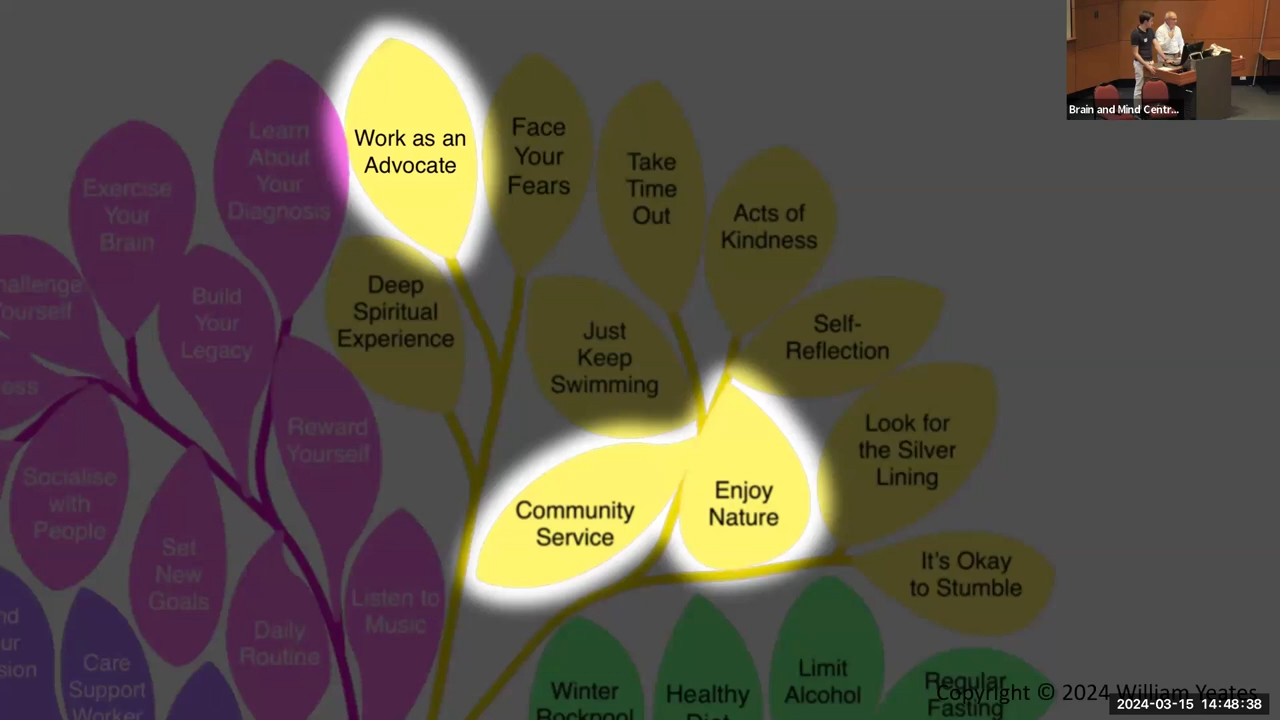 Work as an
Advocate
Face
Your
Fears
Take
Time
Out
Acts of
Kindness
Learn
About
Your
Diagnosis
Exercise
Your
Brain
Deep
Spiritual
Experience
Build
Your
Legacy
Just
Keep
Swimming
Self-
Reflection
Look for
the Silver
Lining
Reward
Yourself
Socialise
with
People
Community
Service
Enjoy
Nature
It's Okay
to Stumble
Set
New
Goals
Daily
Routine
Listen to
Music
Care
Support
Worker
Winter
Rockpool
Healthy
Diet
Limit
Alcohol
Regular
Fasting
Brain and Mind Centr...
Copyright © 2024 William Yeates
2024-03-15 14:48:38